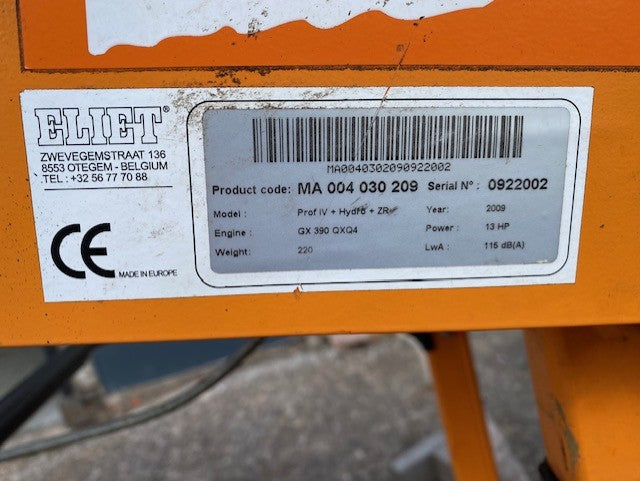 ELIET®
ZWEVEGEMSTRAAT 136
8553 OTEGEM - BELGIUM
TEL : +32 56 77 70 88
CE MADE IN EUROPE
MA0040302090922002
Product code: MA 004 030 209 Serial N° : 0922002
Model : Prof IV + Hydro + ZR Year: 2009
Engine : GX 390 QXQ4 Power : 13 HP
Weight: 220 LwA : 115 dB(A)